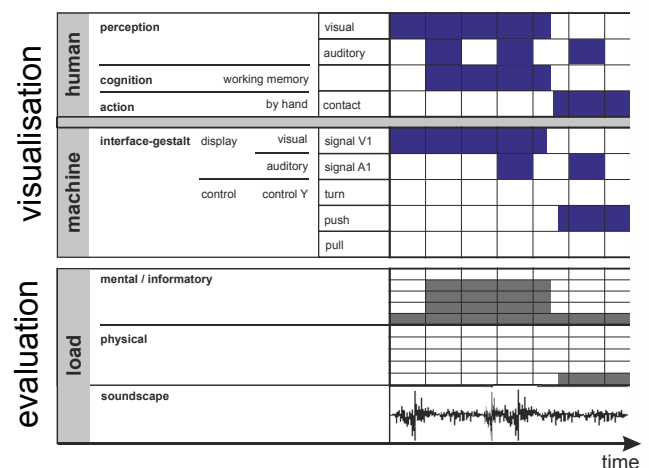 visualisation
human
perception
visual
auditory
cognition working memory
action by hand contact
machine
interface-gestalt display visual signal V1
auditory signal A1
control control Y turn
push
pull
evaluation
load
mental / informatory
physical
soundscape
time